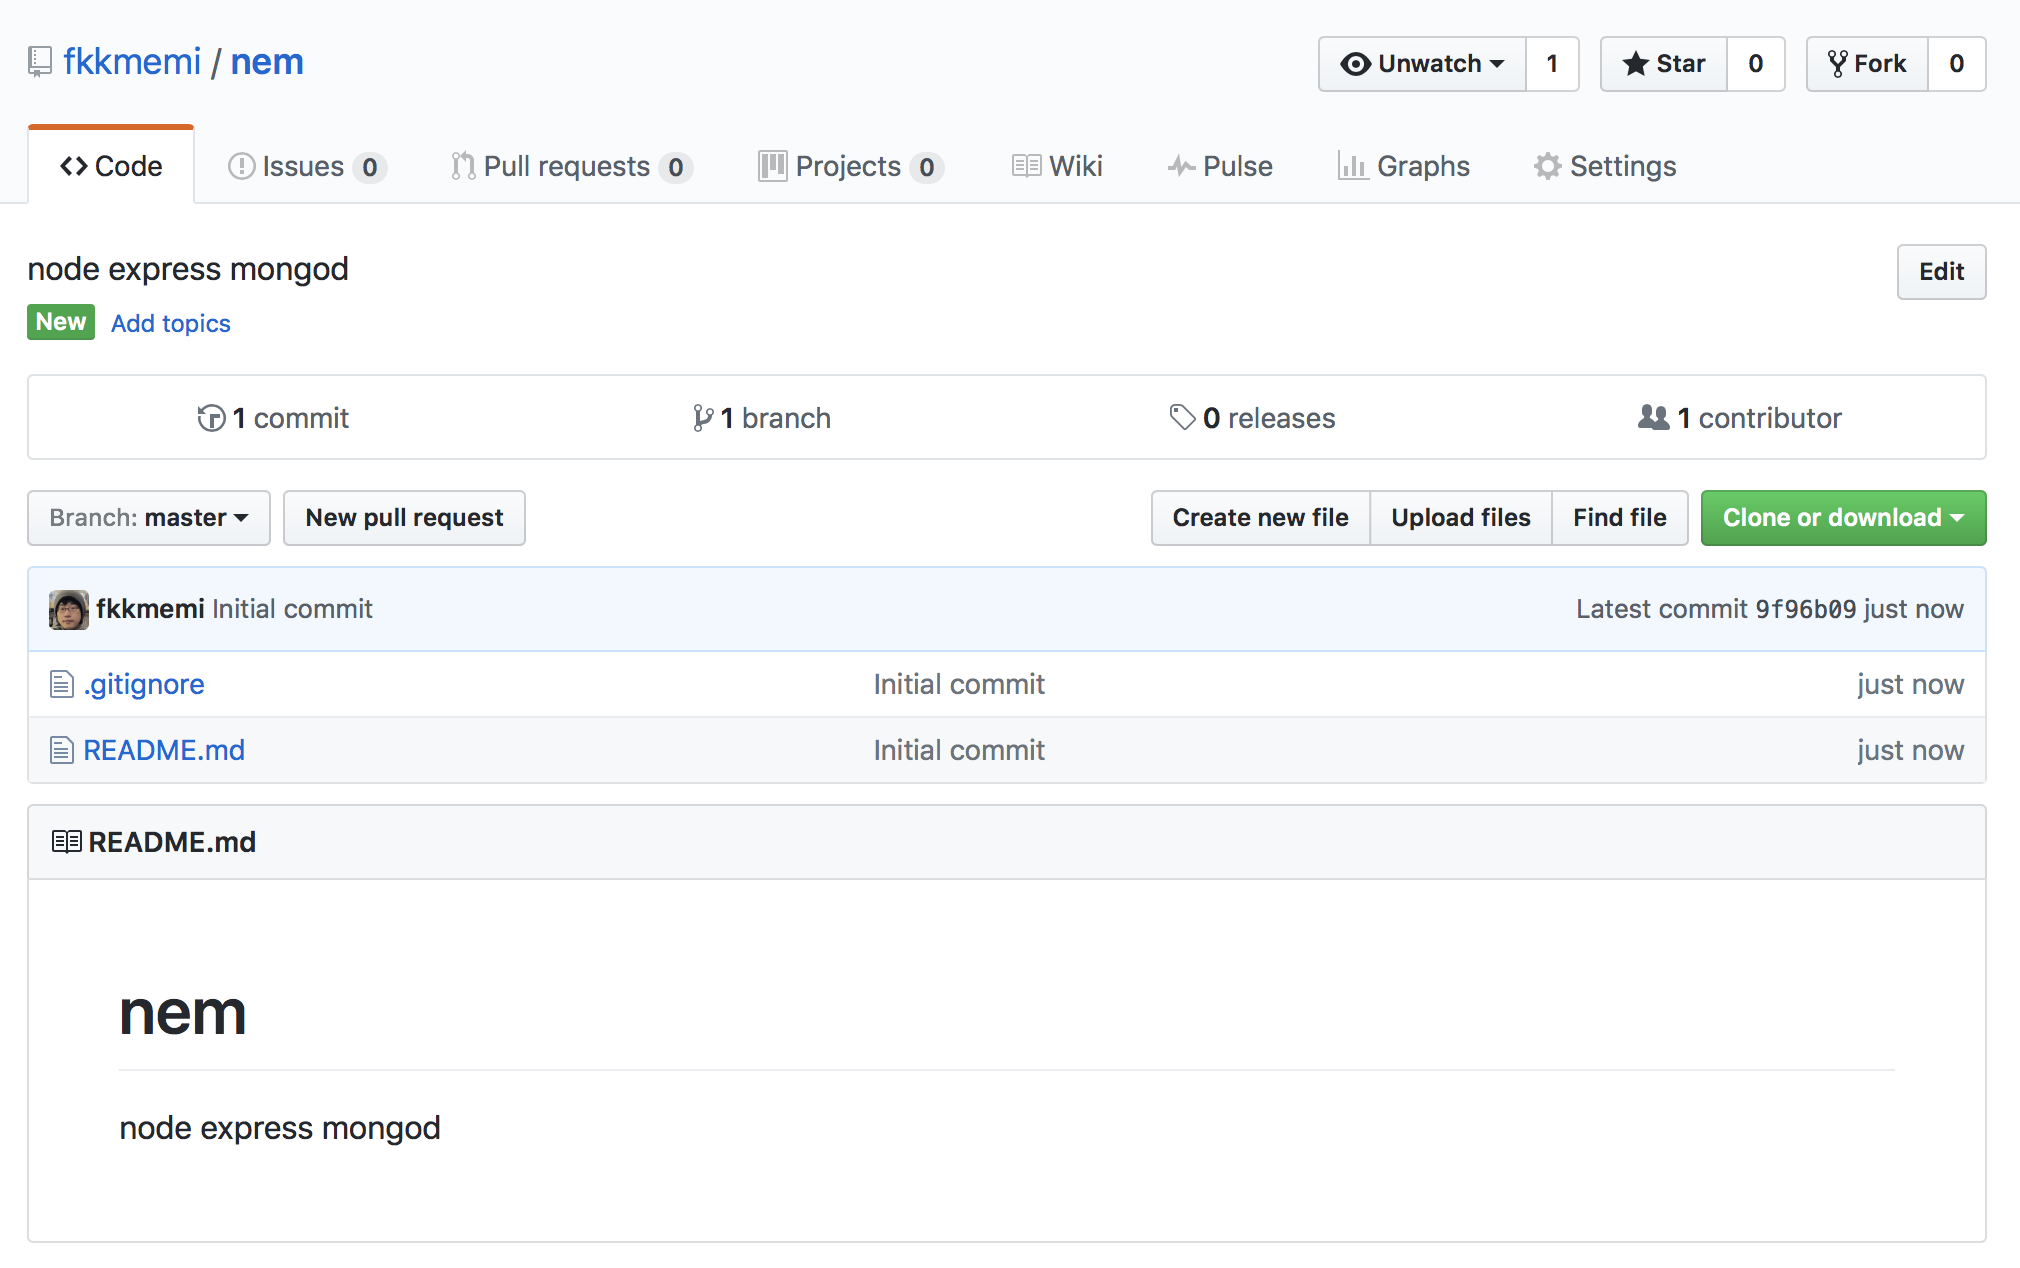 fkkmemi / nem
Unwatch 1 Star 0 Fork 0
Code Issues 0 Pull requests 0 Projects 0 Wiki Pulse Graphs Settings
node express mongod
Edit
New Add topics
1 commit 1 branch 0 releases 1 contributor
Branch: master New pull request Create new file Upload files Find file Clone or download
fkkmemi Initial commit Latest commit 9f96b09 just now
.gitignore Initial commit just now
README.md Initial commit just now
README.md
nem
node express mongod